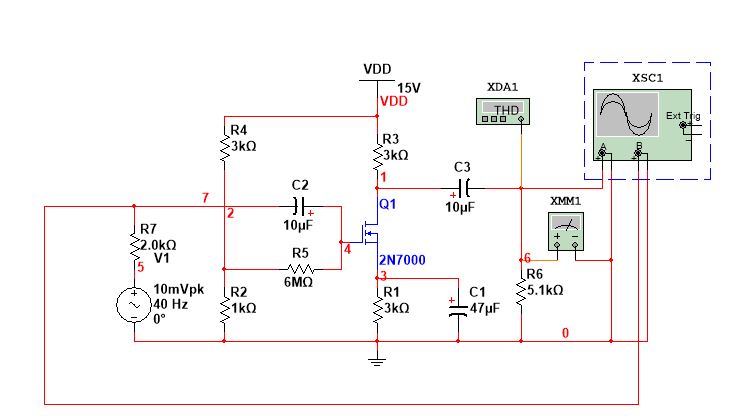 VDD
15V
VDD
XDA1
THD
XSC1
Ext Trig
+
−
A
B
+
−
+
−
R4
3kΩ
R3
3kΩ
1
C3
+
10µF
7
2
C2
+
10µF
Q1
XMM1
+
−
R7
2.0kΩ
5
V1
10mVpk
40 Hz
0°
R5
6MΩ
4
2N7000
3
6
R6
5.1kΩ
R2
1kΩ
R1
3kΩ
+
C1
47µF
0